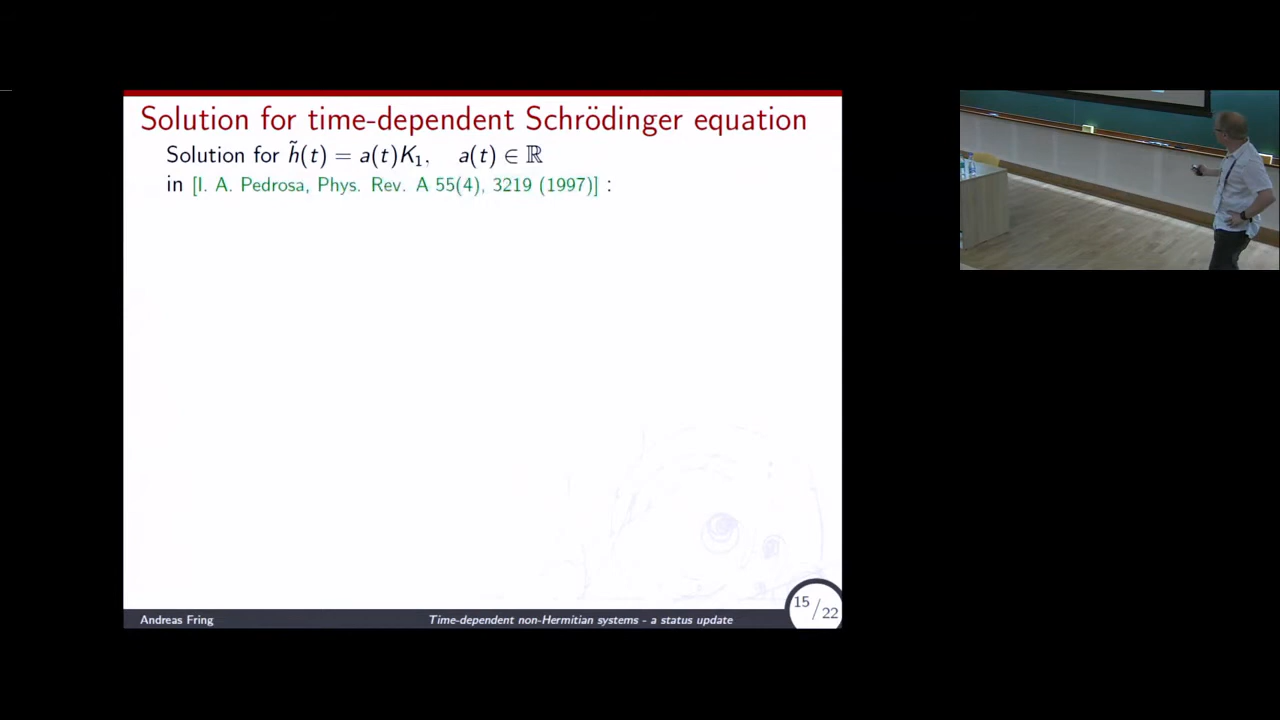 Solution for time-dependent Schrödinger equation
Solution for h̃(t) = a(t)K₁, a(t) ∈ ℝ
in [I. A. Pedrosa, Phys. Rev. A 55(4), 3219 (1997)] :
Andreas Fring
Time-dependent non-Hermitian systems - a status update
15/22